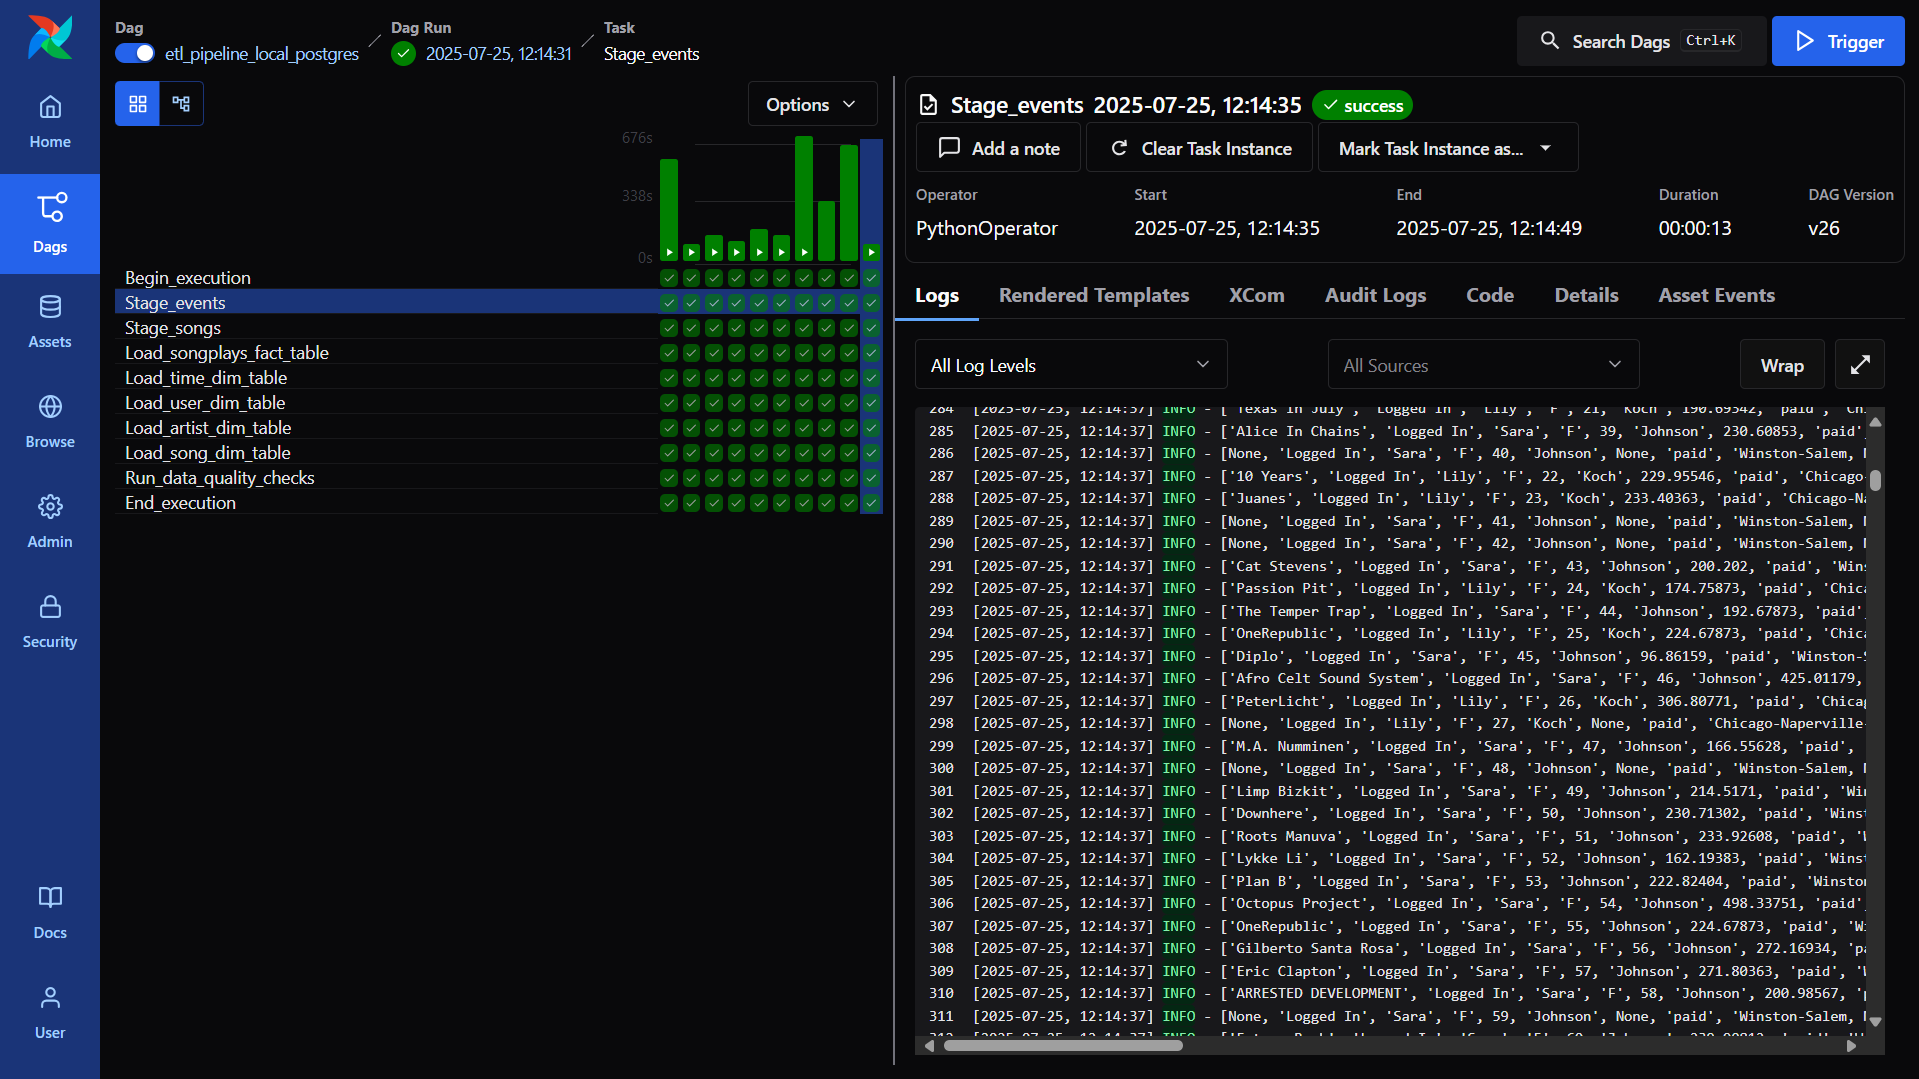 Dag
etl_pipeline_local_postgres
Dag Run
2025-07-25, 12:14:31
Task
Stage_events
Search Dags Ctrl+K
Trigger
Home
Dags
Assets
Browse
Admin
Security
Docs
User
Options
676s
338s
0s
Begin_execution
Stage_events
Stage_songs
Load_songplays_fact_table
Load_time_dim_table
Load_user_dim_table
Load_artist_dim_table
Load_song_dim_table
Run_data_quality_checks
End_execution
Stage_events 2025-07-25, 12:14:35 success
Add a note
Clear Task Instance
Mark Task Instance as...
Operator Start End Duration DAG Version
PythonOperator 2025-07-25, 12:14:35 2025-07-25, 12:14:49 00:00:13 v26
Logs Rendered Templates XCom Audit Logs Code Details Asset Events
All Log Levels All Sources Wrap
284 [2025-07-25, 12:14:37] INFO - ['Texas In July', 'Logged In', 'Lily', 'F', 21, 'Koch', 190.69342, 'paid', 'Chi
285 [2025-07-25, 12:14:37] INFO - ['Alice In Chains', 'Logged In', 'Sara', 'F', 39, 'Johnson', 230.60853, 'paid'
286 [2025-07-25, 12:14:37] INFO - [None, 'Logged In', 'Sara', 'F', 40, 'Johnson', None, 'paid', 'Winston-Salem,
287 [2025-07-25, 12:14:37] INFO - ['10 Years', 'Logged In', 'Lily', 'F', 22, 'Koch', 229.95546, 'paid', 'Chicago-
288 [2025-07-25, 12:14:37] INFO - ['Juanes', 'Logged In', 'Lily', 'F', 23, 'Koch', 233.40363, 'paid', 'Chicago-Na
289 [2025-07-25, 12:14:37] INFO - [None, 'Logged In', 'Sara', 'F', 41, 'Johnson', None, 'paid', 'Winston-Salem,
290 [2025-07-25, 12:14:37] INFO - [None, 'Logged In', 'Sara', 'F', 42, 'Johnson', None, 'paid', 'Winston-Salem,
291 [2025-07-25, 12:14:37] INFO - ['Cat Stevens', 'Logged In', 'Sara', 'F', 43, 'Johnson', 200.202, 'paid', 'Wins
292 [2025-07-25, 12:14:37] INFO - ['Passion Pit', 'Logged In', 'Lily', 'F', 24, 'Koch', 174.75873, 'paid', 'Chica
293 [2025-07-25, 12:14:37] INFO - ['The Temper Trap', 'Logged In', 'Sara', 'F', 44, 'Johnson', 192.67873, 'paid'
294 [2025-07-25, 12:14:37] INFO - ['OneRepublic', 'Logged In', 'Lily', 'F', 25, 'Koch', 224.67873, 'paid', 'Chica
295 [2025-07-25, 12:14:37] INFO - ['Diplo', 'Logged In', 'Sara', 'F', 45, 'Johnson', 96.86159, 'paid', 'Winston-S
296 [2025-07-25, 12:14:37] INFO - ['Afro Celt Sound System', 'Logged In', 'Sara', 'F', 46, 'Johnson', 425.01179,
297 [2025-07-25, 12:14:37] INFO - ['PeterLicht', 'Logged In', 'Lily', 'F', 26, 'Koch', 306.80771, 'paid', 'Chicag
298 [2025-07-25, 12:14:37] INFO - [None, 'Logged In', 'Lily', 'F', 27, 'Koch', None, 'paid', 'Chicago-Naperville-
299 [2025-07-25, 12:14:37] INFO - ['M.A. Numminen', 'Logged In', 'Sara', 'F', 47, 'Johnson', 166.55628, 'paid',
300 [2025-07-25, 12:14:37] INFO - [None, 'Logged In', 'Sara', 'F', 48, 'Johnson', None, 'paid', 'Winston-Salem,
301 [2025-07-25, 12:14:37] INFO - ['Limp Bizkit', 'Logged In', 'Sara', 'F', 49, 'Johnson', 214.5171, 'paid', 'Win
302 [2025-07-25, 12:14:37] INFO - ['Downhere', 'Logged In', 'Sara', 'F', 50, 'Johnson', 230.71302, 'paid', 'Winst
303 [2025-07-25, 12:14:37] INFO - ['Roots Manuva', 'Logged In', 'Sara', 'F', 51, 'Johnson', 233.92608, 'paid', 'W
304 [2025-07-25, 12:14:37] INFO - ['Lykke Li', 'Logged In', 'Sara', 'F', 52, 'Johnson', 162.19383, 'paid', 'Winst
305 [2025-07-25, 12:14:37] INFO - ['Plan B', 'Logged In', 'Sara', 'F', 53, 'Johnson', 222.82404, 'paid', 'Winston
306 [2025-07-25, 12:14:37] INFO - ['Octopus Project', 'Logged In', 'Sara', 'F', 54, 'Johnson', 498.33751, 'paid'
307 [2025-07-25, 12:14:37] INFO - ['OneRepublic', 'Logged In', 'Sara', 'F', 55, 'Johnson', 224.67873, 'paid', 'Wi
308 [2025-07-25, 12:14:37] INFO - ['Gilberto Santa Rosa', 'Logged In', 'Sara', 'F', 56, 'Johnson', 272.16934, 'pa
309 [2025-07-25, 12:14:37] INFO - ['Eric Clapton', 'Logged In', 'Sara', 'F', 57, 'Johnson', 271.80363, 'paid', 'W
310 [2025-07-25, 12:14:37] INFO - ['ARRESTED DEVELOPMENT', 'Logged In', 'Sara', 'F', 58, 'Johnson', 200.98567, 'p
311 [2025-07-25, 12:14:37] INFO - [None, 'Logged In', 'Sara', 'F', 59, 'Johnson', None, 'paid', 'Winston-Salem,